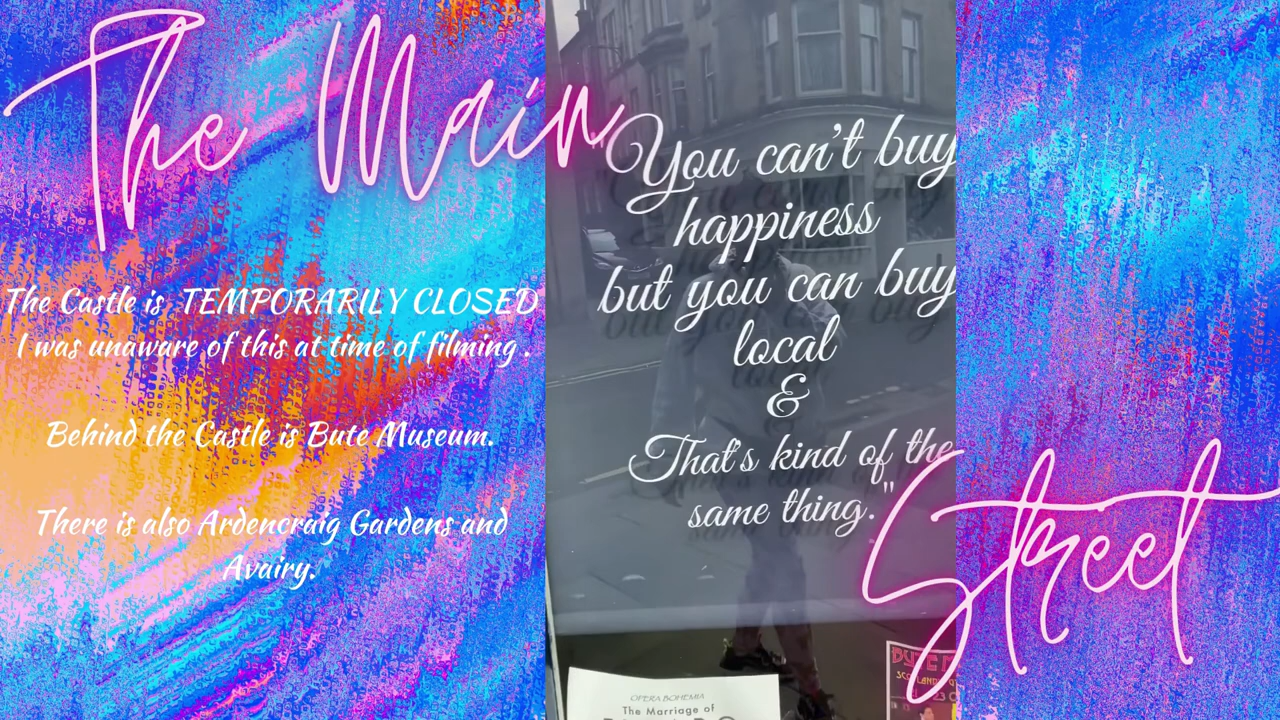 The Main
The Castle is TEMPORARILY CLOSED
I was unaware of this at time of filming .
Behind the Castle is Bute Museum.
There is also Ardencraig Gardens and
Avairy.
"You can't buy
happiness
but you can buy
local
&
That's kind of the
same thing."
Street
OPERA BOHEMIA
The Marriage of